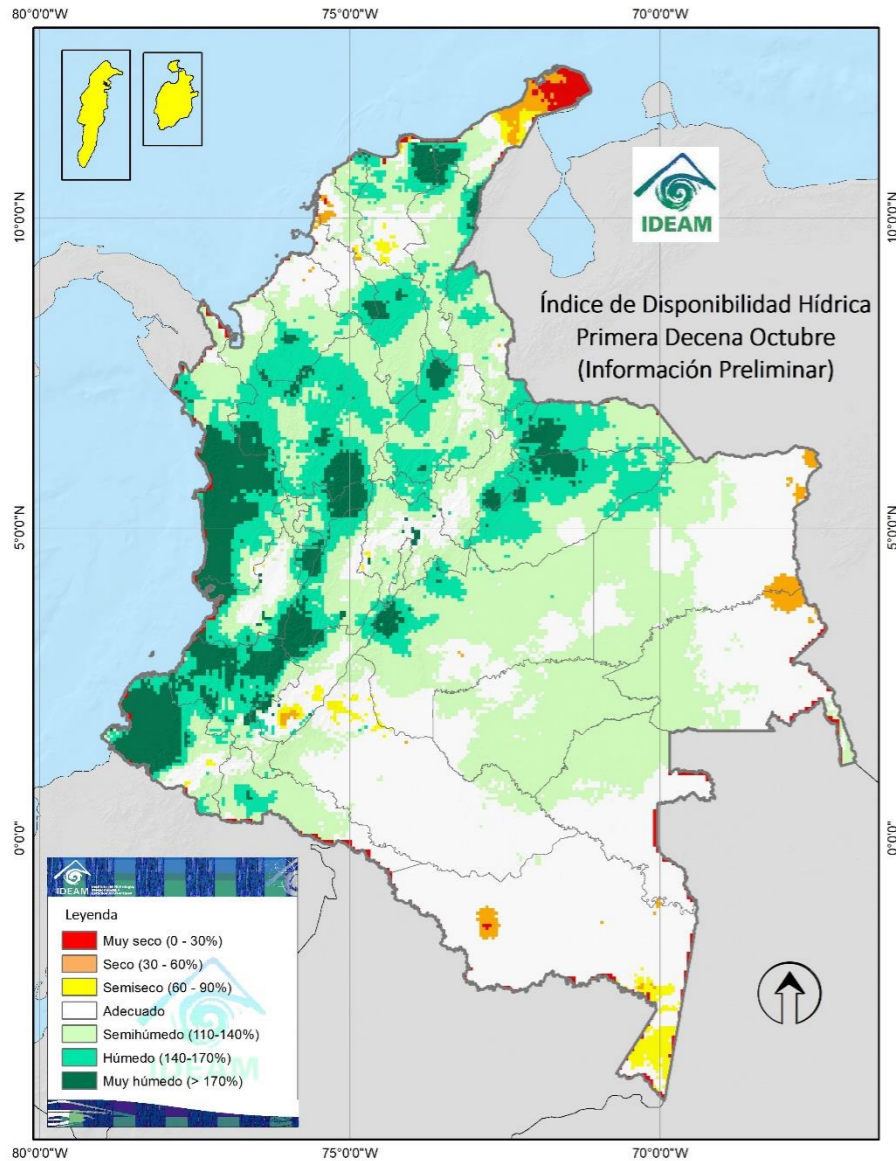 80°0'0"W 75°0'0"W 70°0'0"W
10°0'0"N 10°0'0"N
IDEAM
Índice de Disponibilidad Hídrica
Primera Decena Octubre
(Información Preliminar)
5°0'0"N 5°0'0"N
0°0'0" 0°0'0"
IDEAM
Leyenda
Muy seco (0 - 30%)
Seco (30 - 60%)
Semiseco (60 - 90%)
Adecuado
Semihúmedo (110-140%)
Húmedo (140-170%)
Muy húmedo (> 170%)
IDEAM
80°0'0"W 75°0'0"W 70°0'0"W